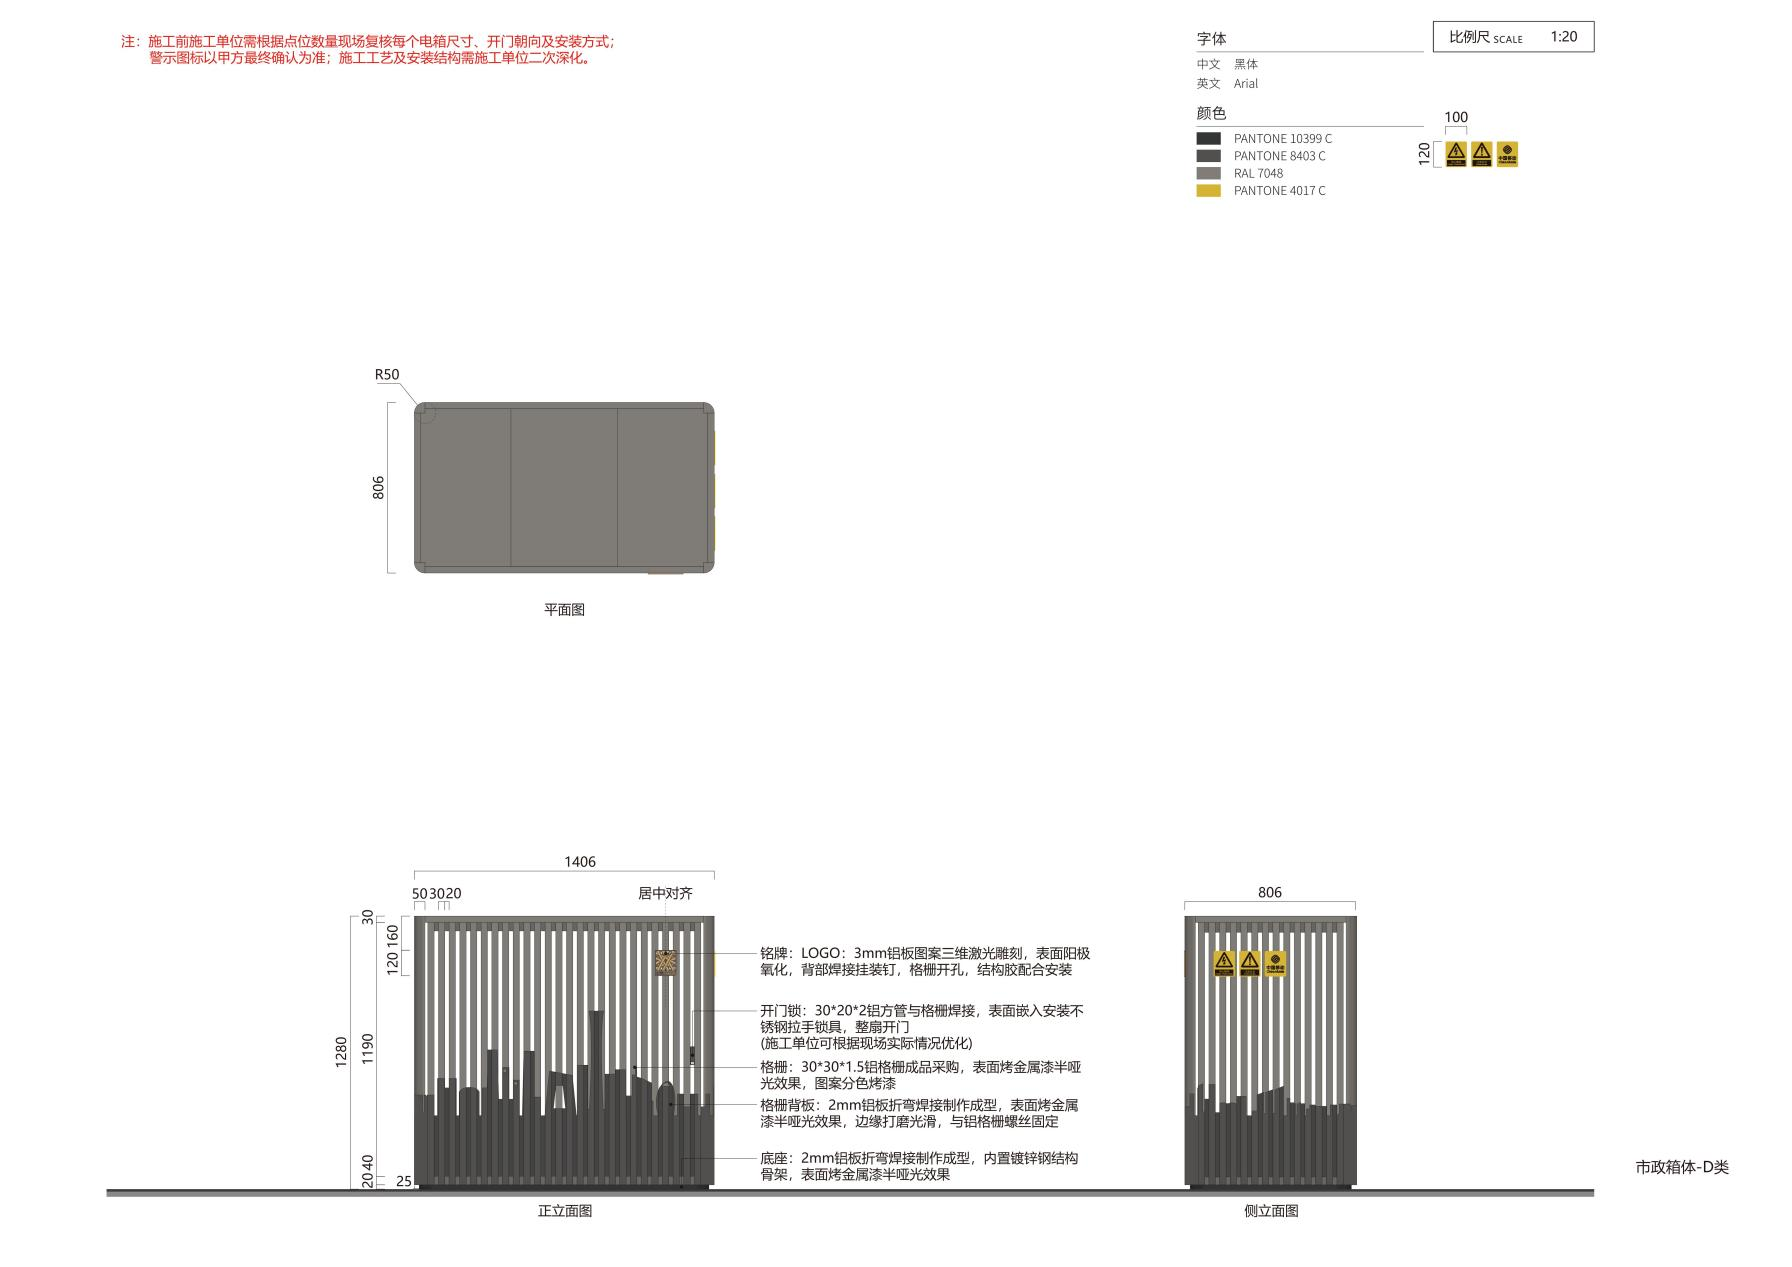 注：施工前施工单位需根据点位数量现场复核每个电箱尺寸、开门朝向及安装方式；
警示图标以甲方最终确认为准；施工工艺及安装结构需施工单位二次深化。
字体
中文 黑体
英文 Arial
比例尺 SCALE 1:20
颜色
PANTONE 10399 C
PANTONE 8403 C
RAL 7048
PANTONE 4017 C
100
120
中国移动
R50
806
平面图
1406
50 30 20
居中对齐
30
160
120
1280
1190
40
20
25
铭牌：LOGO：3mm铝板图案三维激光雕刻，表面阳极
氧化，背部焊接挂装钉，格栅开孔，结构胶配合安装
开门锁：30*20*2铝方管与格栅焊接，表面嵌入安装不
锈钢拉手锁具，整扇开门
(施工单位可根据现场实际情况优化)
格栅：30*30*1.5铝格栅成品采购，表面烤金属漆半哑
光效果，图案分色烤漆
格栅背板：2mm铝板折弯焊接制作成型，表面烤金属
漆半哑光效果，边缘打磨光滑，与铝格栅螺丝固定
底座：2mm铝板折弯焊接制作成型，内置镀锌钢结构
骨架，表面烤金属漆半哑光效果
正立面图
806
中国移动
侧立面图
市政箱体-D类